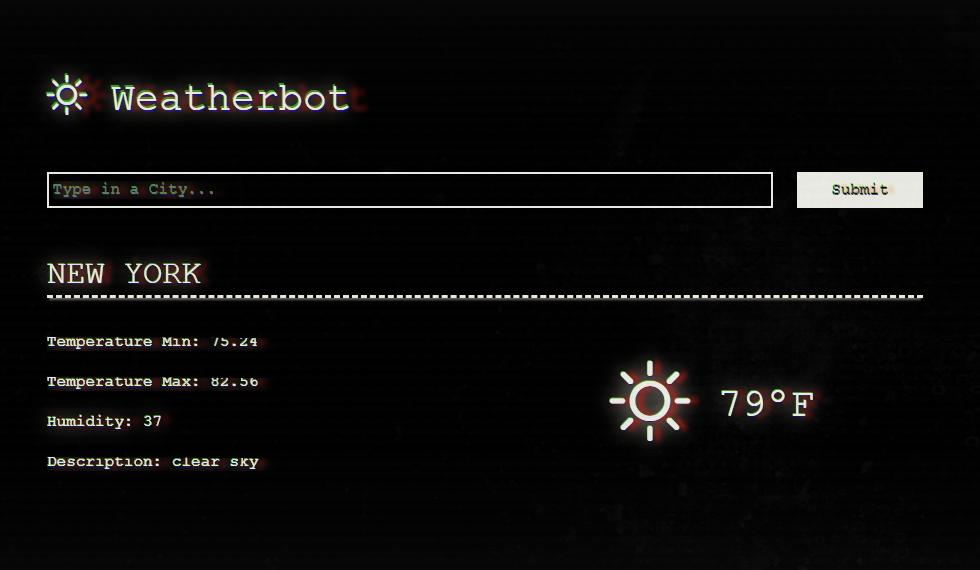 Weatherbot
Type in a City...
Submit
NEW YORK
Temperature Min: 75.24
Temperature Max: 82.56
Humidity: 37
Description: clear sky
79°F